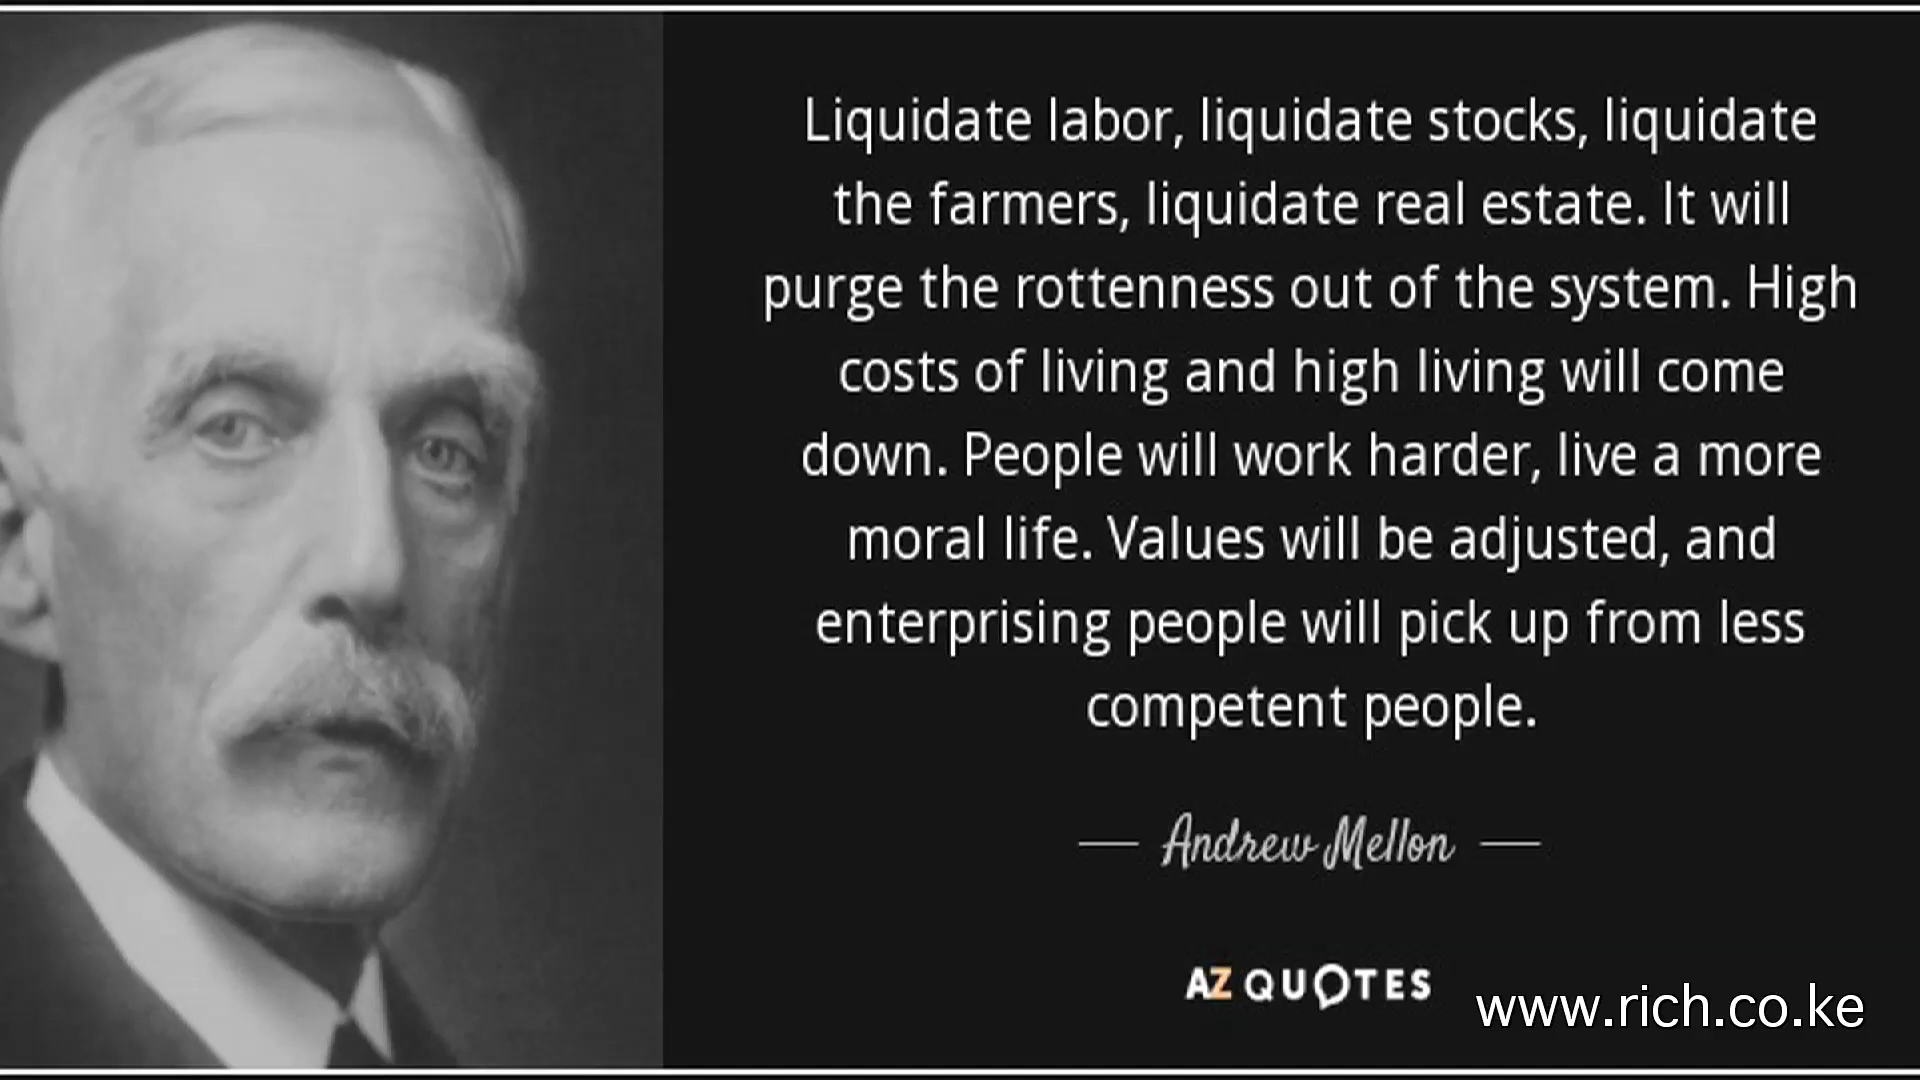 Liquidate labor, liquidate stocks, liquidate
the farmers, liquidate real estate. It will
purge the rottenness out of the system. High
costs of living and high living will come
down. People will work harder, live a more
moral life. Values will be adjusted, and
enterprising people will pick up from less
competent people.
Andrew Mellon
AZ QUOTES
www.rich.co.ke